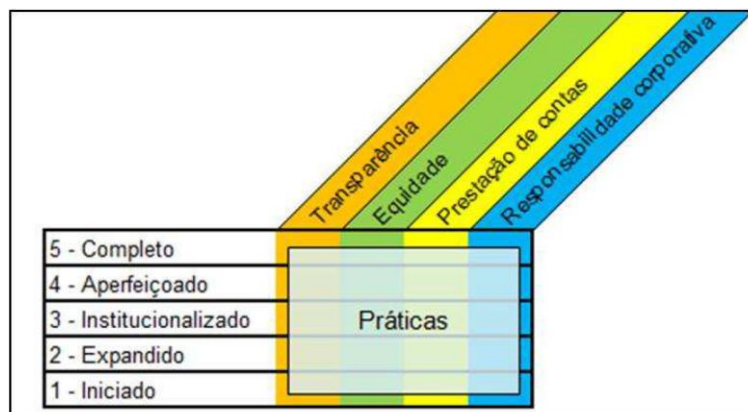 Transparência
Equidade
Prestação de contas
Responsabilidade corporativa
5 - Completo
4 - Aperfeiçoado
3 - Institucionalizado
2 - Expandido
1 - Iniciado
Práticas